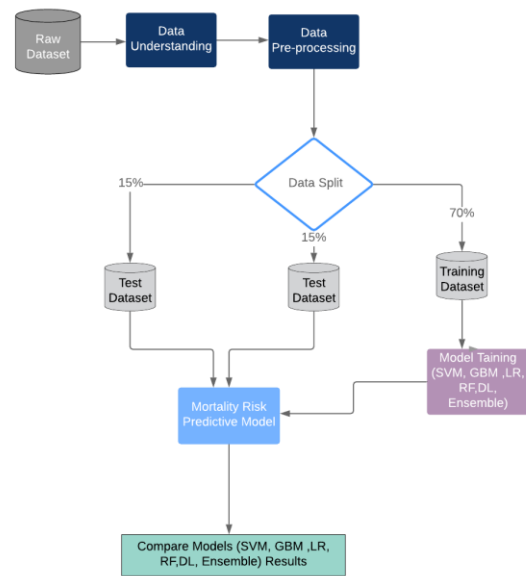 Raw
Dataset
Data
Understanding
Data
Pre-processing
Data Split
15%
15%
70%
Test
Dataset
Test
Dataset
Training
Dataset
Model Taining
(SVM, GBM ,LR,
RF,DL,
Ensemble)
Mortality Risk
Predictive Model
Compare Models (SVM, GBM ,LR,
RF,DL, Ensemble) Results